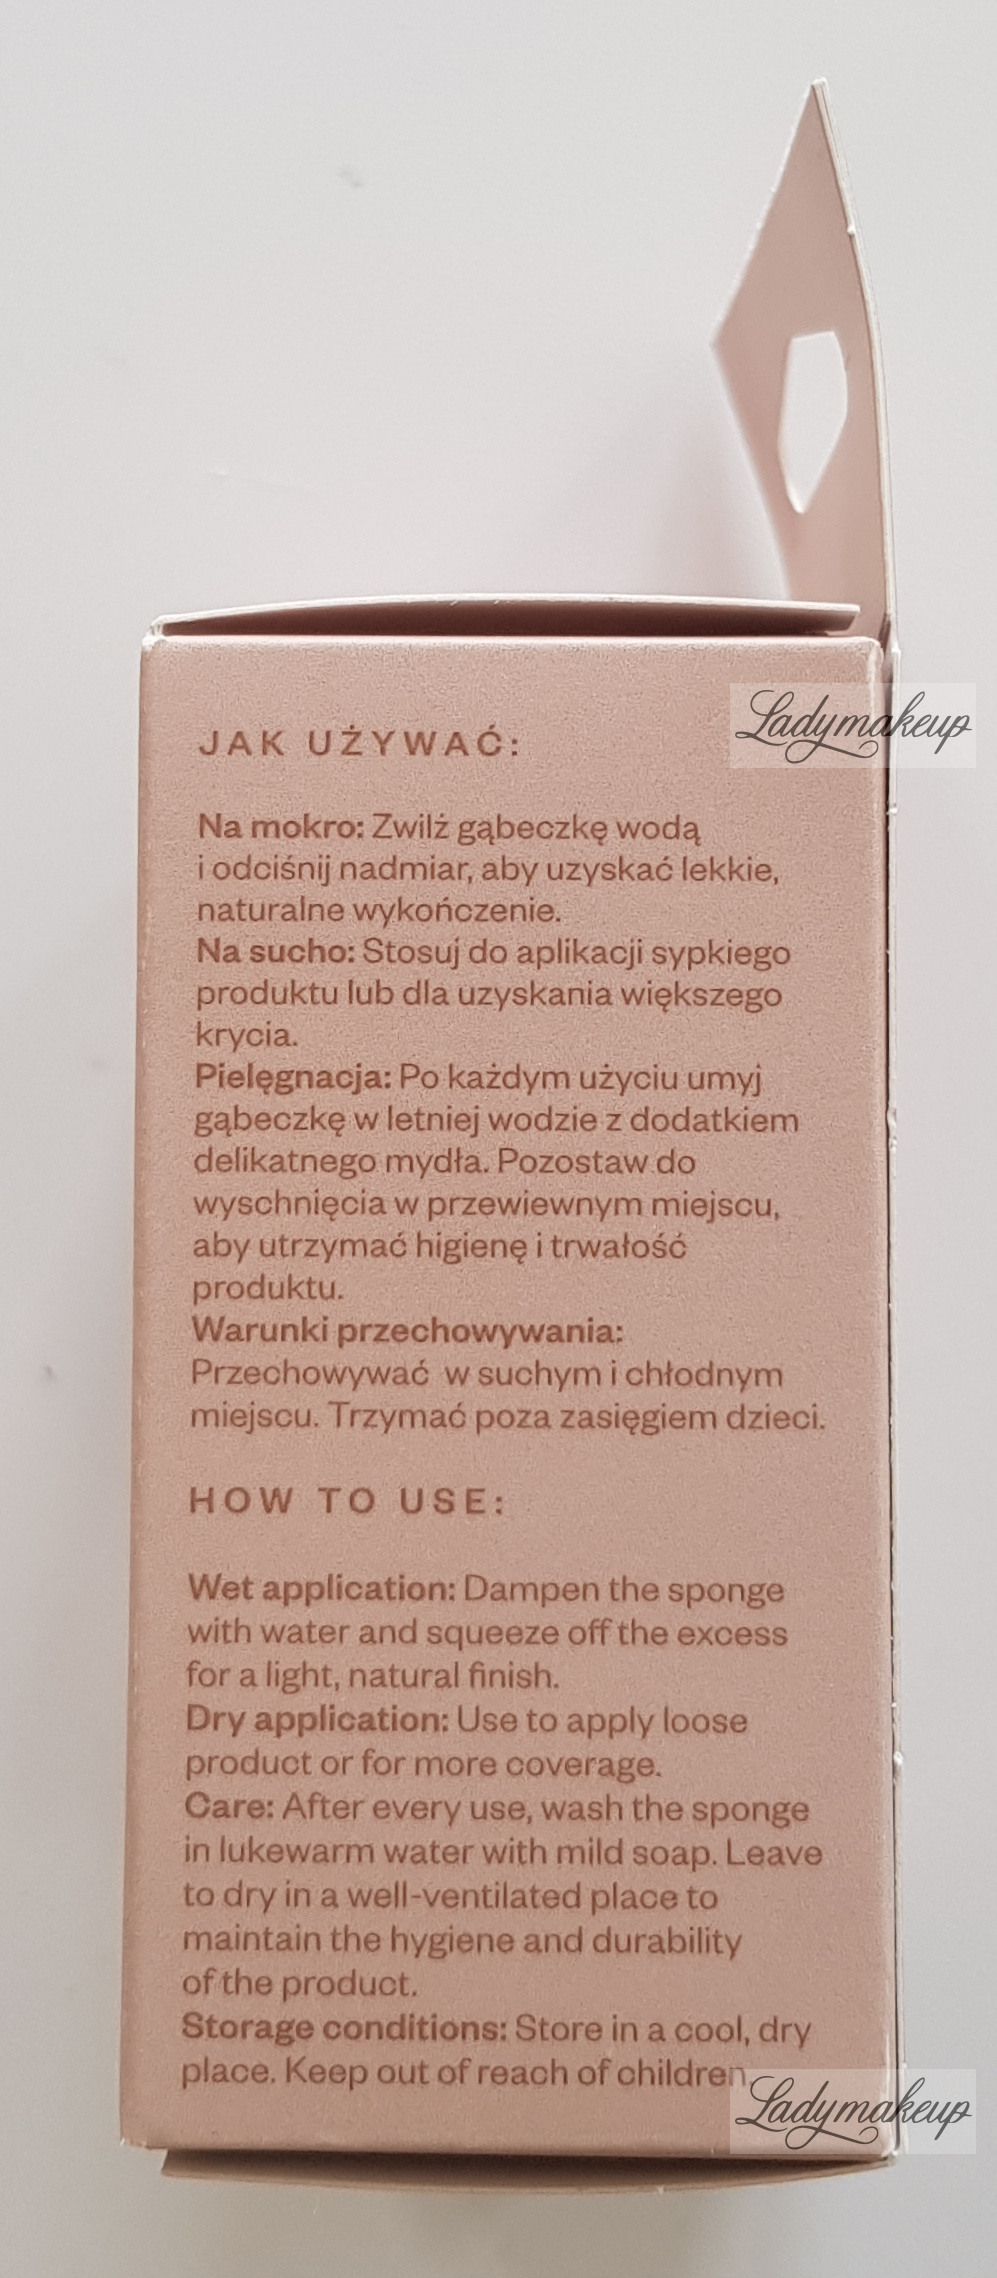 Ladymakeup
JAK UŻYWAĆ:
Na mokro: Zwilż gąbeczkę wodą
i odciśnij nadmiar, aby uzyskać lekkie,
naturalne wykończenie.
Na sucho: Stosuj do aplikacji sypkiego
produktu lub dla uzyskania większego
krycia.
Pielęgnacja: Po każdym użyciu umyj
gąbeczkę w letniej wodzie z dodatkiem
delikatnego mydła. Pozostaw do
wyschnięcia w przewiewnym miejscu,
aby utrzymać higienę i trwałość
produktu.
Warunki przechowywania:
Przechowywać w suchym i chłodnym
miejscu. Trzymać poza zasięgiem dzieci.
HOW TO USE:
Wet application: Dampen the sponge
with water and squeeze off the excess
for a light, natural finish.
Dry application: Use to apply loose
product or for more coverage.
Care: After every use, wash the sponge
in lukewarm water with mild soap. Leave
to dry in a well-ventilated place to
maintain the hygiene and durability
of the product.
Storage conditions: Store in a cool, dry
place. Keep out of reach of children.
Ladymakeup